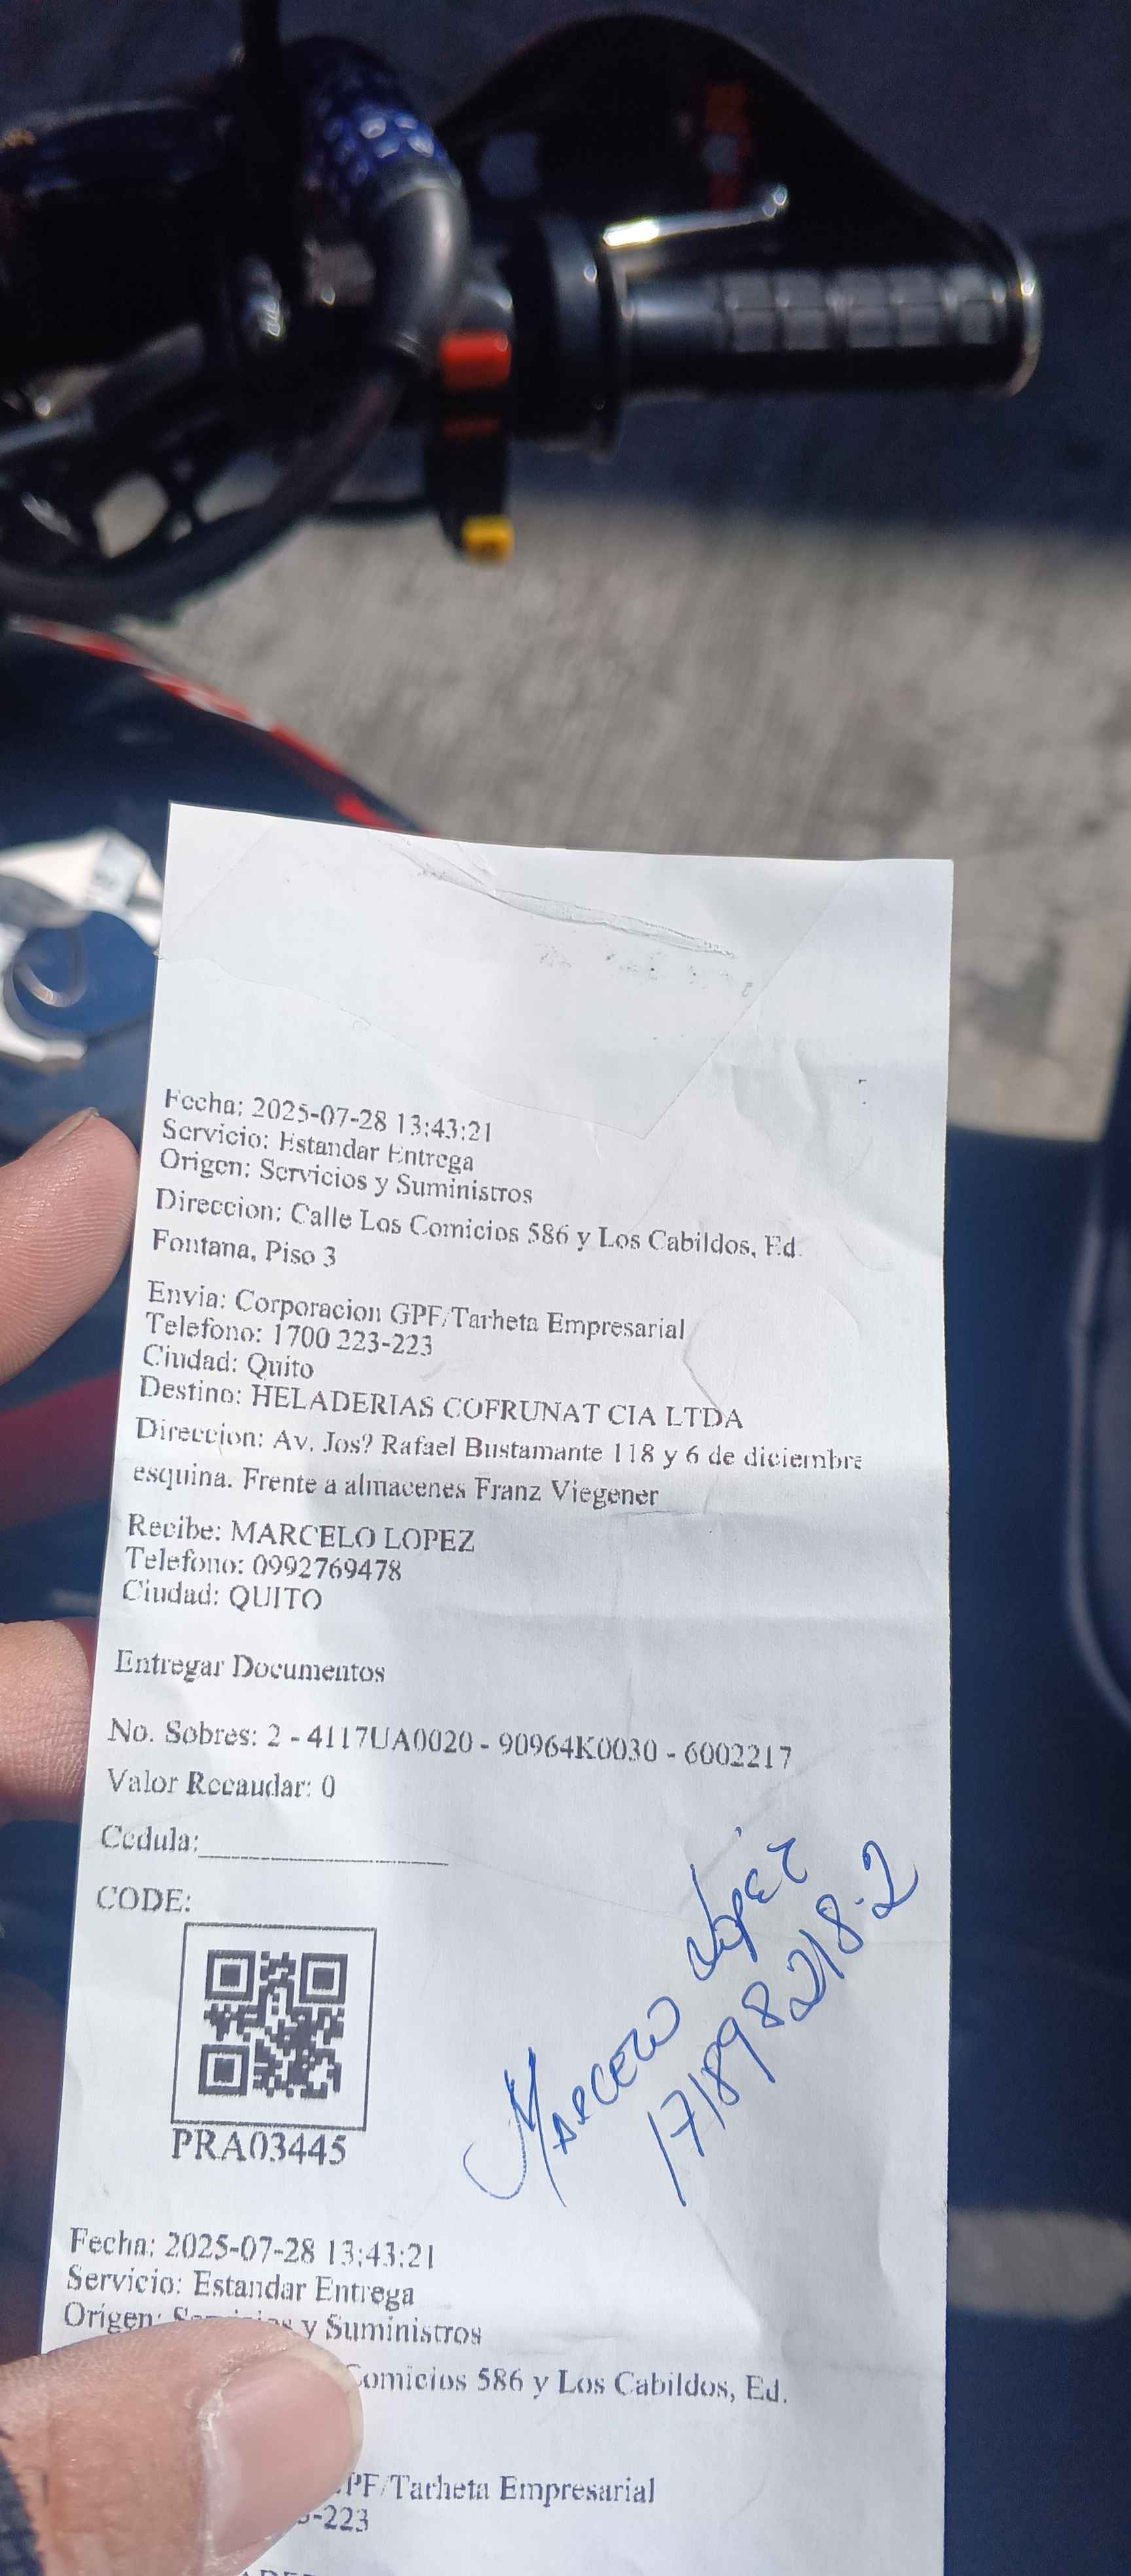 Fecha: 2025-07-28 13:43:21
Servicio: Estandar Entrega
Origen: Servicios y Suministros
Direccion: Calle Los Comicios 586 y Los Cabildos, Ed.
Fontana, Piso 3
Envia: Corporacion GPF/Tarheta Empresarial
Telefono: 1700 223-223
Ciudad: Quito
Destino: HELADERIAS COFRUNAT CIA LTDA
Direccion: Av. Jos? Rafael Bustamante 118 y 6 de diciembre
esquina. Frente a almacenes Franz Viegener
Recibe: MARCELO LOPEZ
Telefono: 0992769478
Ciudad: QUITO
Entregar Documentos
No. Sobres: 2 - 4117UA0020 - 90964K0030 - 6002217
Valor Recaudar: 0
Cedula:
CODE:
Marcelo López
171898218-2
PRA03445
Fecha: 2025-07-28 13:43:21
Servicio: Estandar Entrega
Origen: y Suministros
Comicios 586 y Los Cabildos, Ed.
PF/Tarheta Empresarial
-223